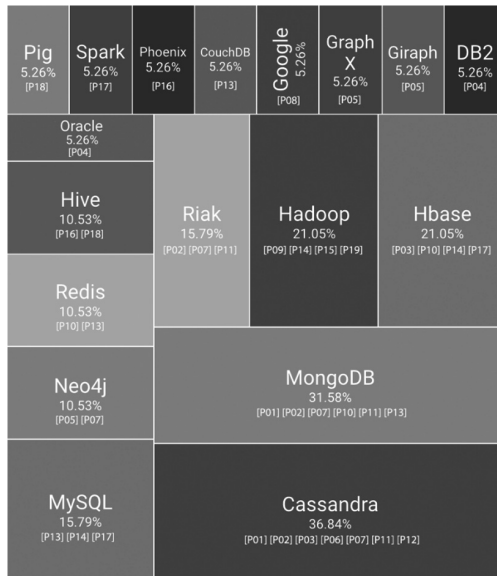 Pig
5.26%
[P18]
Spark
5.26%
[P17]
Phoenix
5.26%
[P16]
CouchDB
5.26%
[P13]
Google
5.26%
[P08]
Graph
X
5.26%
[P05]
Giraph
5.26%
[P05]
DB2
5.26%
[P04]
Oracle
5.26%
[P04]
Hive
10.53%
[P16] [P18]
Redis
10.53%
[P10] [P13]
Neo4j
10.53%
[P05] [P07]
MySQL
15.79%
[P13] [P14] [P17]
Riak
15.79%
[P02] [P07] [P11]
Hadoop
21.05%
[P09] [P14] [P15] [P19]
Hbase
21.05%
[P03] [P10] [P14] [P17]
MongoDB
31.58%
[P01] [P02] [P07] [P10] [P11] [P13]
Cassandra
36.84%
[P01] [P02] [P03] [P06] [P07] [P11] [P12]